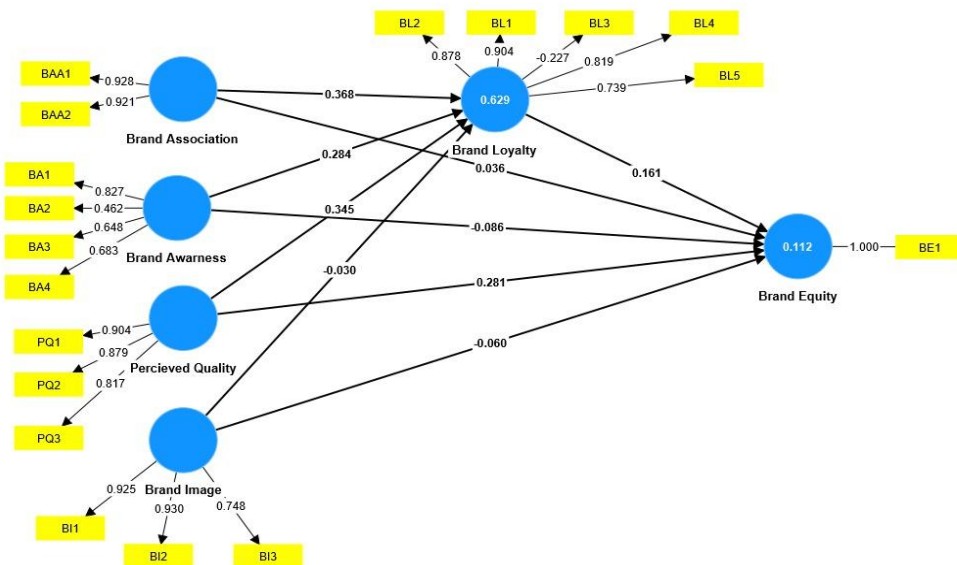 BL2
BL1
BL3
BL4
BL5
0.878
0.904
-0.227
0.819
0.739
BAA1
BAA2
0.928
0.921
Brand Association
0.368
0.629
Brand Loyalty
0.036
0.284
0.161
BA1
BA2
BA3
BA4
0.827
0.462
0.648
0.683
Brand Awarness
0.345
-0.086
-0.030
0.112
1.000
BE1
Brand Equity
0.281
PQ1
PQ2
PQ3
0.904
0.879
0.817
Percieved Quality
-0.060
Brand Image
0.925
0.930
0.748
BI1
BI2
BI3